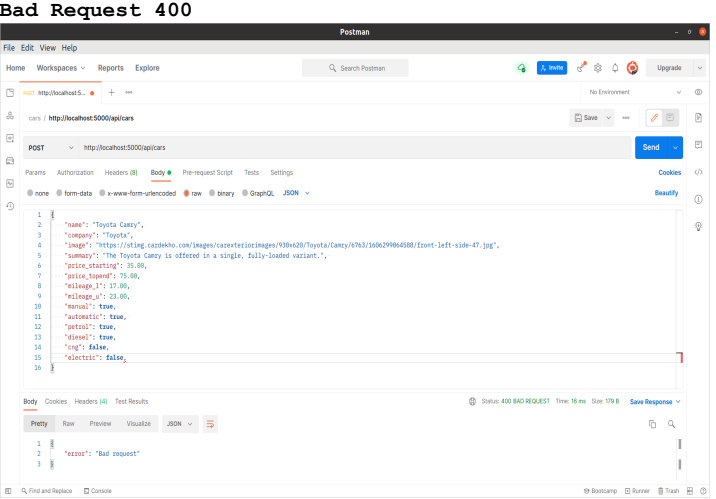 Bad Request 400
Postman
File Edit View Help
Home Workspaces Reports Explore Search Postman Invite Upgrade
POST http://localhost:5... No Environment
cars / http://localhost:5000/api/cars Save
POST http://localhost:5000/api/cars Send
Params Authorization Headers (8) Body Pre-request Script Tests Settings Cookies
none form-data x-www-form-urlencoded raw binary GraphQL JSON Beautify
1 {
2 "name": "Toyota Camry",
3 "company": "Toyota",
4 "image": "https://stimg.cardekho.com/images/carexteriorimages/930x620/Toyota/Camry/6763/1606299064588/front-left-side-47.jpg",
5 "summary": "The Toyota Camry is offered in a single, fully-loaded variant.",
6 "price_starting": 35.00,
7 "price_topend": 75.00,
8 "mileage_l": 17.00,
9 "mileage_u": 23.00,
10 "manual": true,
11 "automatic": true,
12 "petrol": true,
13 "diesel": true,
14 "cng": false,
15 "electric": false,
16 }
Body Cookies Headers (4) Test Results Status: 400 BAD REQUEST Time: 16 ms Size: 179 B Save Response
Pretty Raw Preview Visualize JSON
1 {
2 "error": "Bad request"
3 }
Find and Replace Console Bootcamp Runner Trash